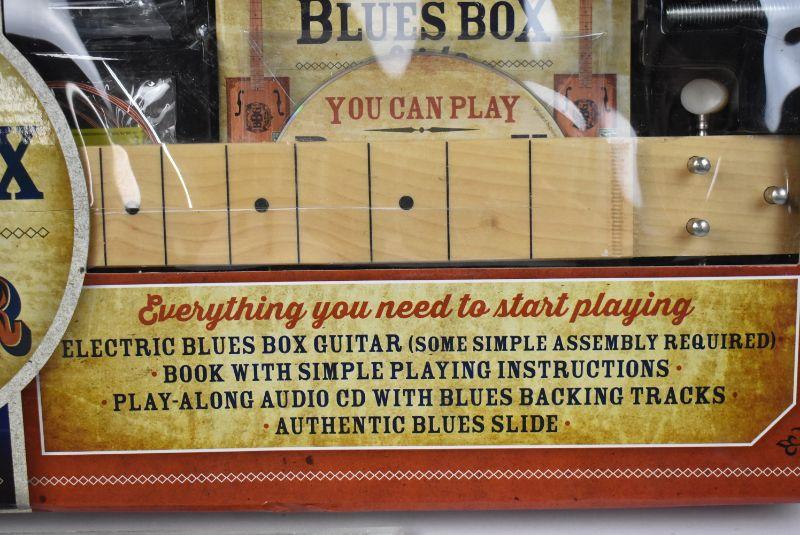 BLUES BOX
YOU CAN PLAY
X
R
Everything you need to start playing
ELECTRIC BLUES BOX GUITAR (SOME SIMPLE ASSEMBLY REQUIRED)·
·BOOK WITH SIMPLE PLAYING INSTRUCTIONS·
·PLAY-ALONG AUDIO CD WITH BLUES BACKING TRACKS·
·AUTHENTIC BLUES SLIDE·